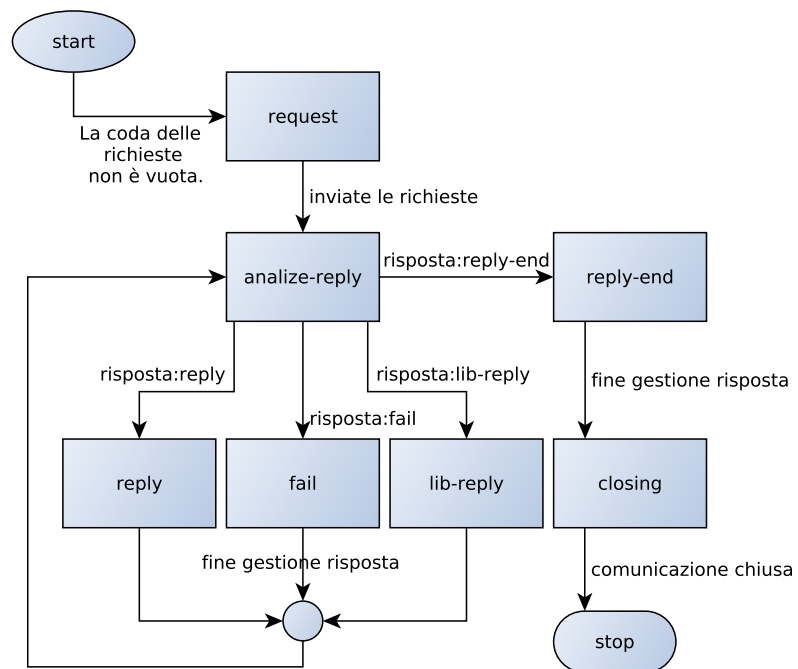 start
request
La coda delle
richieste
non è vuota.
inviate le richieste
analize-reply
risposta:reply-end
reply-end
risposta:reply
risposta:lib-reply
fine gestione risposta
risposta:fail
reply
fail
lib-reply
closing
fine gestione risposta
comunicazione chiusa
stop